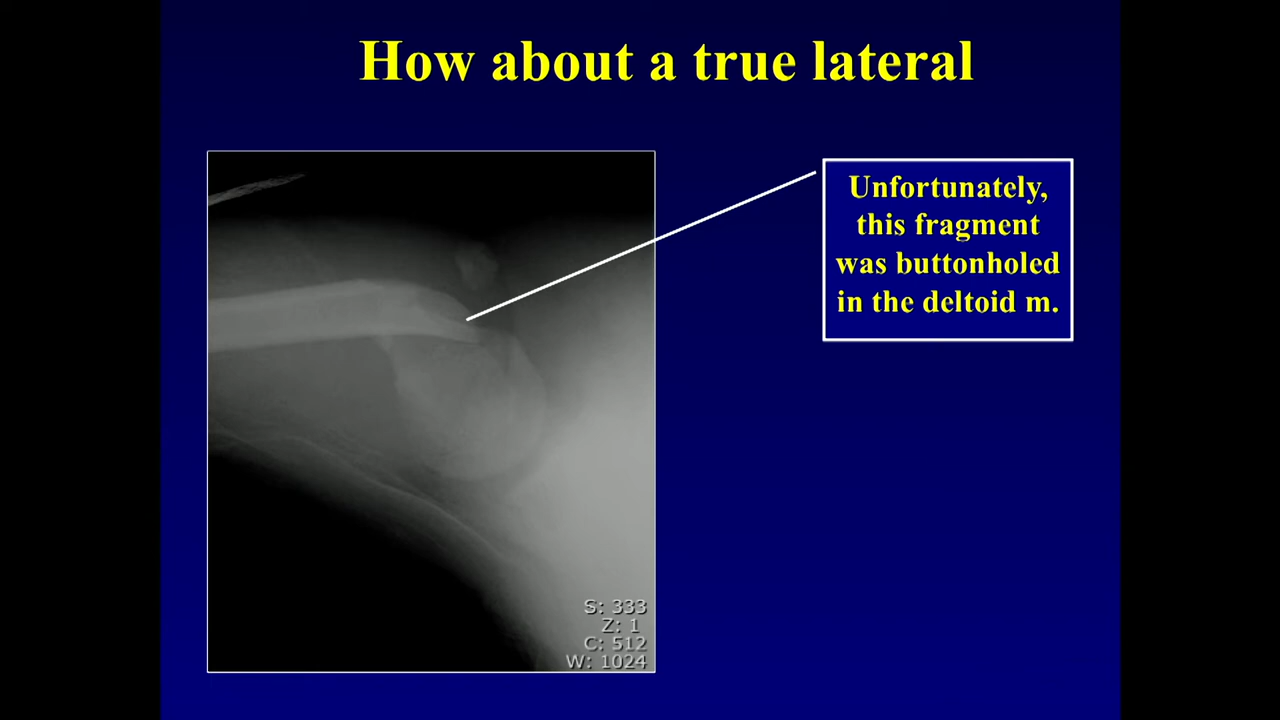 How about a true lateral
Unfortunately,
this fragment
was buttonholed
in the deltoid m.
S: 333
Z: 1
C: 512
W: 1024